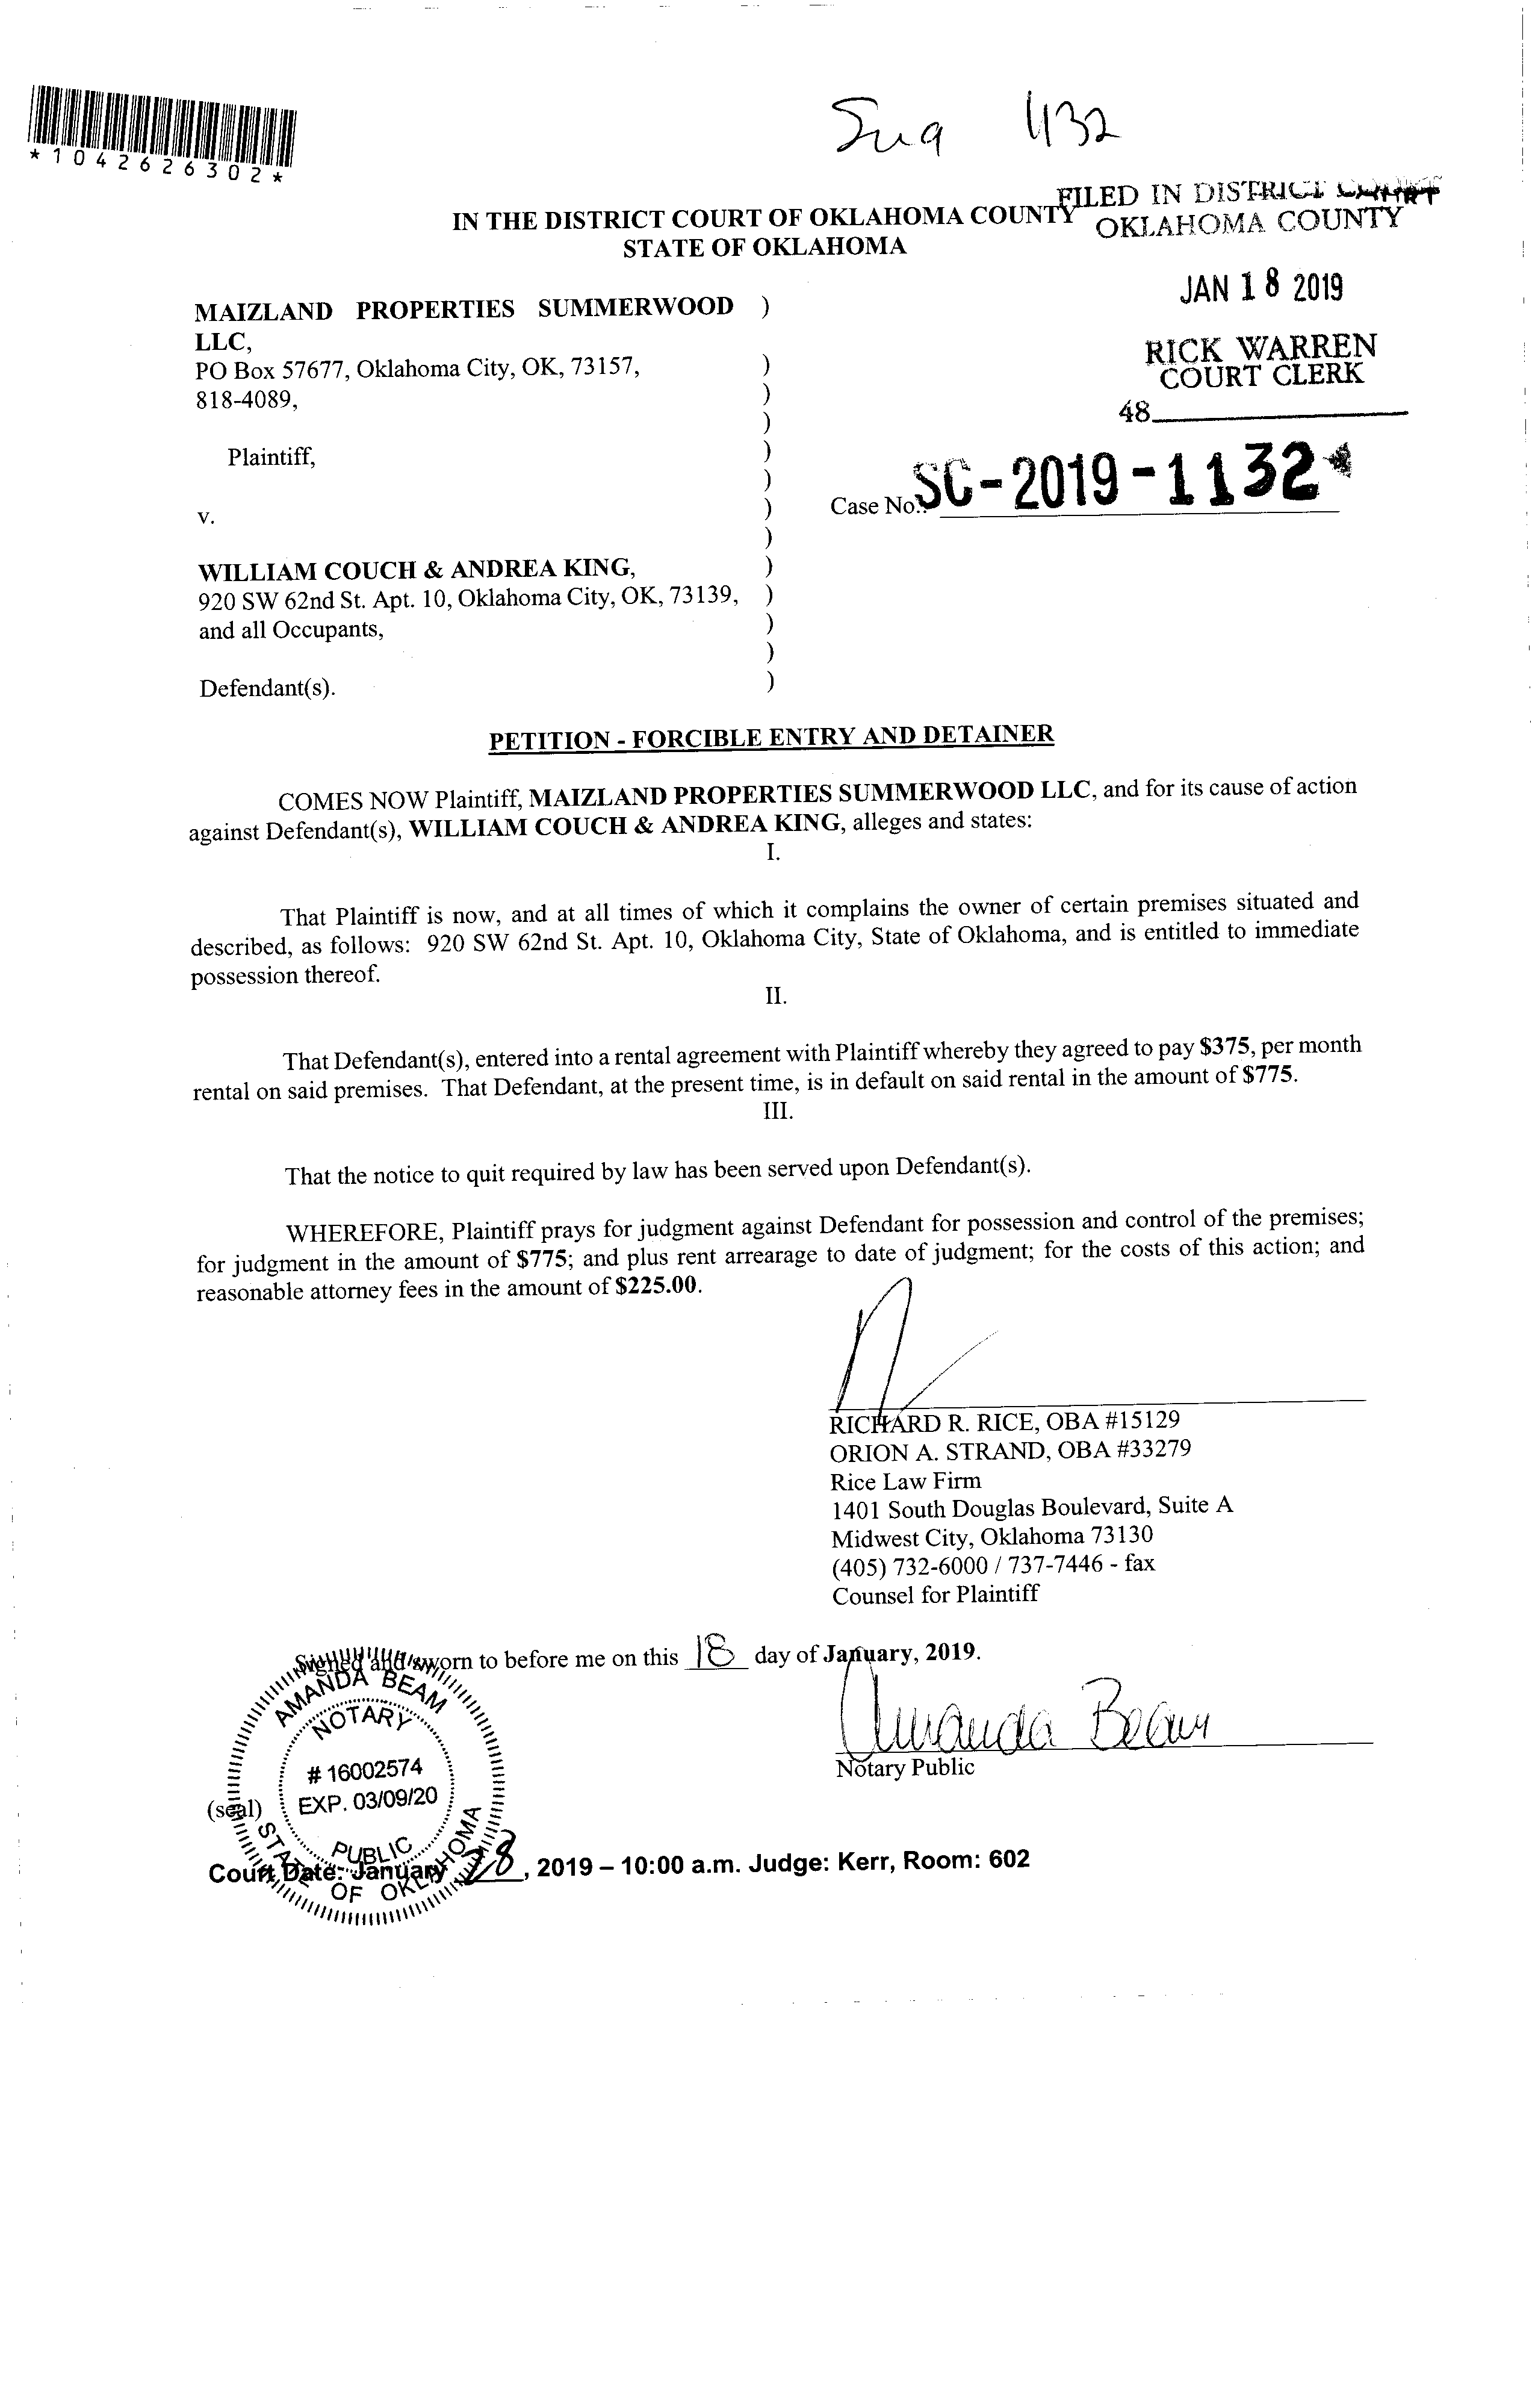 *1042626302*
IN THE DISTRICT COURT OF OKLAHOMA COUNTY
STATE OF OKLAHOMA
FILED IN DISTRICT COURT
OKLAHOMA COUNTY
JAN 18 2019
RICK WARREN
COURT CLERK
48
MAIZLAND PROPERTIES SUMMERWOOD )
LLC,
PO Box 57677, Oklahoma City, OK, 73157, )
818-4089, )
)
Plaintiff, )
)
v. )
)
WILLIAM COUCH & ANDREA KING, )
920 SW 62nd St. Apt. 10, Oklahoma City, OK, 73139, )
and all Occupants, )
)
Defendant(s). )
Case No.: SC-2019-1132
PETITION - FORCIBLE ENTRY AND DETAINER
COMES NOW Plaintiff, MAIZLAND PROPERTIES SUMMERWOOD LLC, and for its cause of action
against Defendant(s), WILLIAM COUCH & ANDREA KING, alleges and states:
I.
That Plaintiff is now, and at all times of which it complains the owner of certain premises situated and
described, as follows: 920 SW 62nd St. Apt. 10, Oklahoma City, State of Oklahoma, and is entitled to immediate
possession thereof.
II.
That Defendant(s), entered into a rental agreement with Plaintiff whereby they agreed to pay $375, per month
rental on said premises. That Defendant, at the present time, is in default on said rental in the amount of $775.
III.
That the notice to quit required by law has been served upon Defendant(s).
WHEREFORE, Plaintiff prays for judgment against Defendant for possession and control of the premises;
for judgment in the amount of $775; and plus rent arrearage to date of judgment; for the costs of this action; and
reasonable attorney fees in the amount of $225.00.
RICHARD R. RICE, OBA #15129
ORION A. STRAND, OBA #33279
Rice Law Firm
1401 South Douglas Boulevard, Suite A
Midwest City, Oklahoma 73130
(405) 732-6000 / 737-7446 - fax
Counsel for Plaintiff
Signed and sworn to before me on this 18 day of January, 2019.
Amanda Beam
Notary Public
AMANDA BEAM
NOTARY
# 16002574
EXP. 03/09/20
PUBLIC
STATE OF OKLAHOMA
(seal)
Court Date: January 28, 2019 – 10:00 a.m. Judge: Kerr, Room: 602